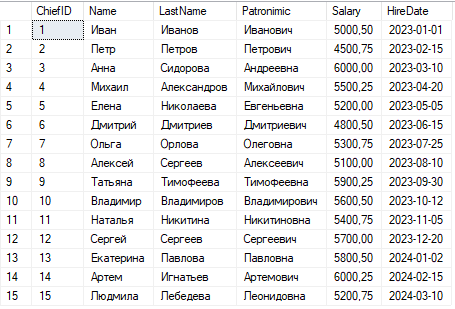 ChiefID Name LastName Patronimic Salary HireDate
1 1 Иван Иванов Иванович 5000,50 2023-01-01
2 2 Петр Петров Петрович 4500,75 2023-02-15
3 3 Анна Сидорова Андреевна 6000,00 2023-03-10
4 4 Михаил Александров Михайлович 5500,25 2023-04-20
5 5 Елена Николаева Евгеньевна 5200,00 2023-05-05
6 6 Дмитрий Дмитриев Дмитриевич 4800,50 2023-06-15
7 7 Ольга Орлова Олеговна 5300,75 2023-07-25
8 8 Алексей Сергеев Алексеевич 5100,00 2023-08-10
9 9 Татьяна Тимофеева Тимофеевна 5900,25 2023-09-30
10 10 Владимир Владимиров Владимирович 5600,50 2023-10-12
11 11 Наталья Никитина Никитиновна 5400,75 2023-11-05
12 12 Сергей Сергеев Сергеевич 5700,00 2023-12-20
13 13 Екатерина Павлова Павловна 5800,50 2024-01-02
14 14 Артем Игнатьев Артемович 6000,25 2024-02-15
15 15 Людмила Лебедева Леонидовна 5200,75 2024-03-10